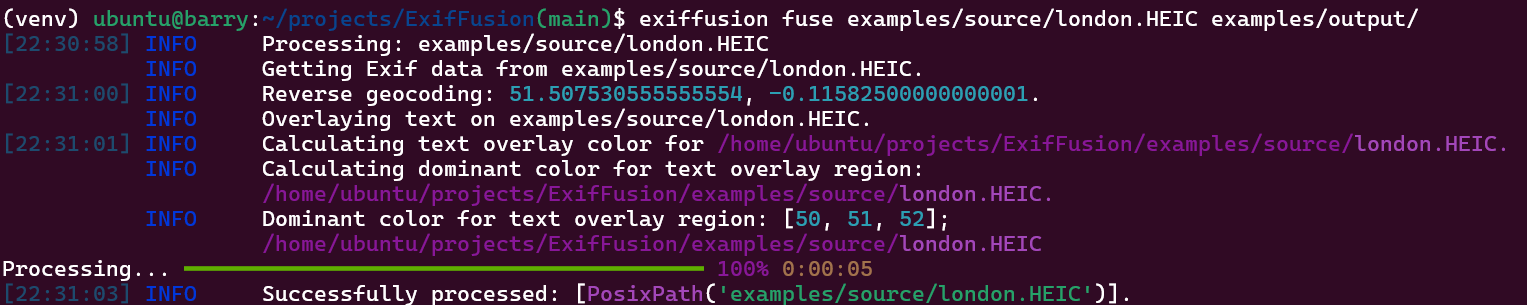 (venv) ubuntu@barry:~/projects/ExifFusion(main)$ exiffusion fuse examples/source/london.HEIC examples/output/
[22:30:58] INFO Processing: examples/source/london.HEIC
INFO Getting Exif data from examples/source/london.HEIC.
[22:31:00] INFO Reverse geocoding: 51.507530555555554, -0.11582500000000001.
INFO Overlaying text on examples/source/london.HEIC.
[22:31:01] INFO Calculating text overlay color for /home/ubuntu/projects/ExifFusion/examples/source/london.HEIC.
INFO Calculating dominant color for text overlay region:
/home/ubuntu/projects/ExifFusion/examples/source/london.HEIC.
INFO Dominant color for text overlay region: [50, 51, 52];
/home/ubuntu/projects/ExifFusion/examples/source/london.HEIC
Processing... 100% 0:00:05
[22:31:03] INFO Successfully processed: [PosixPath('examples/source/london.HEIC')].